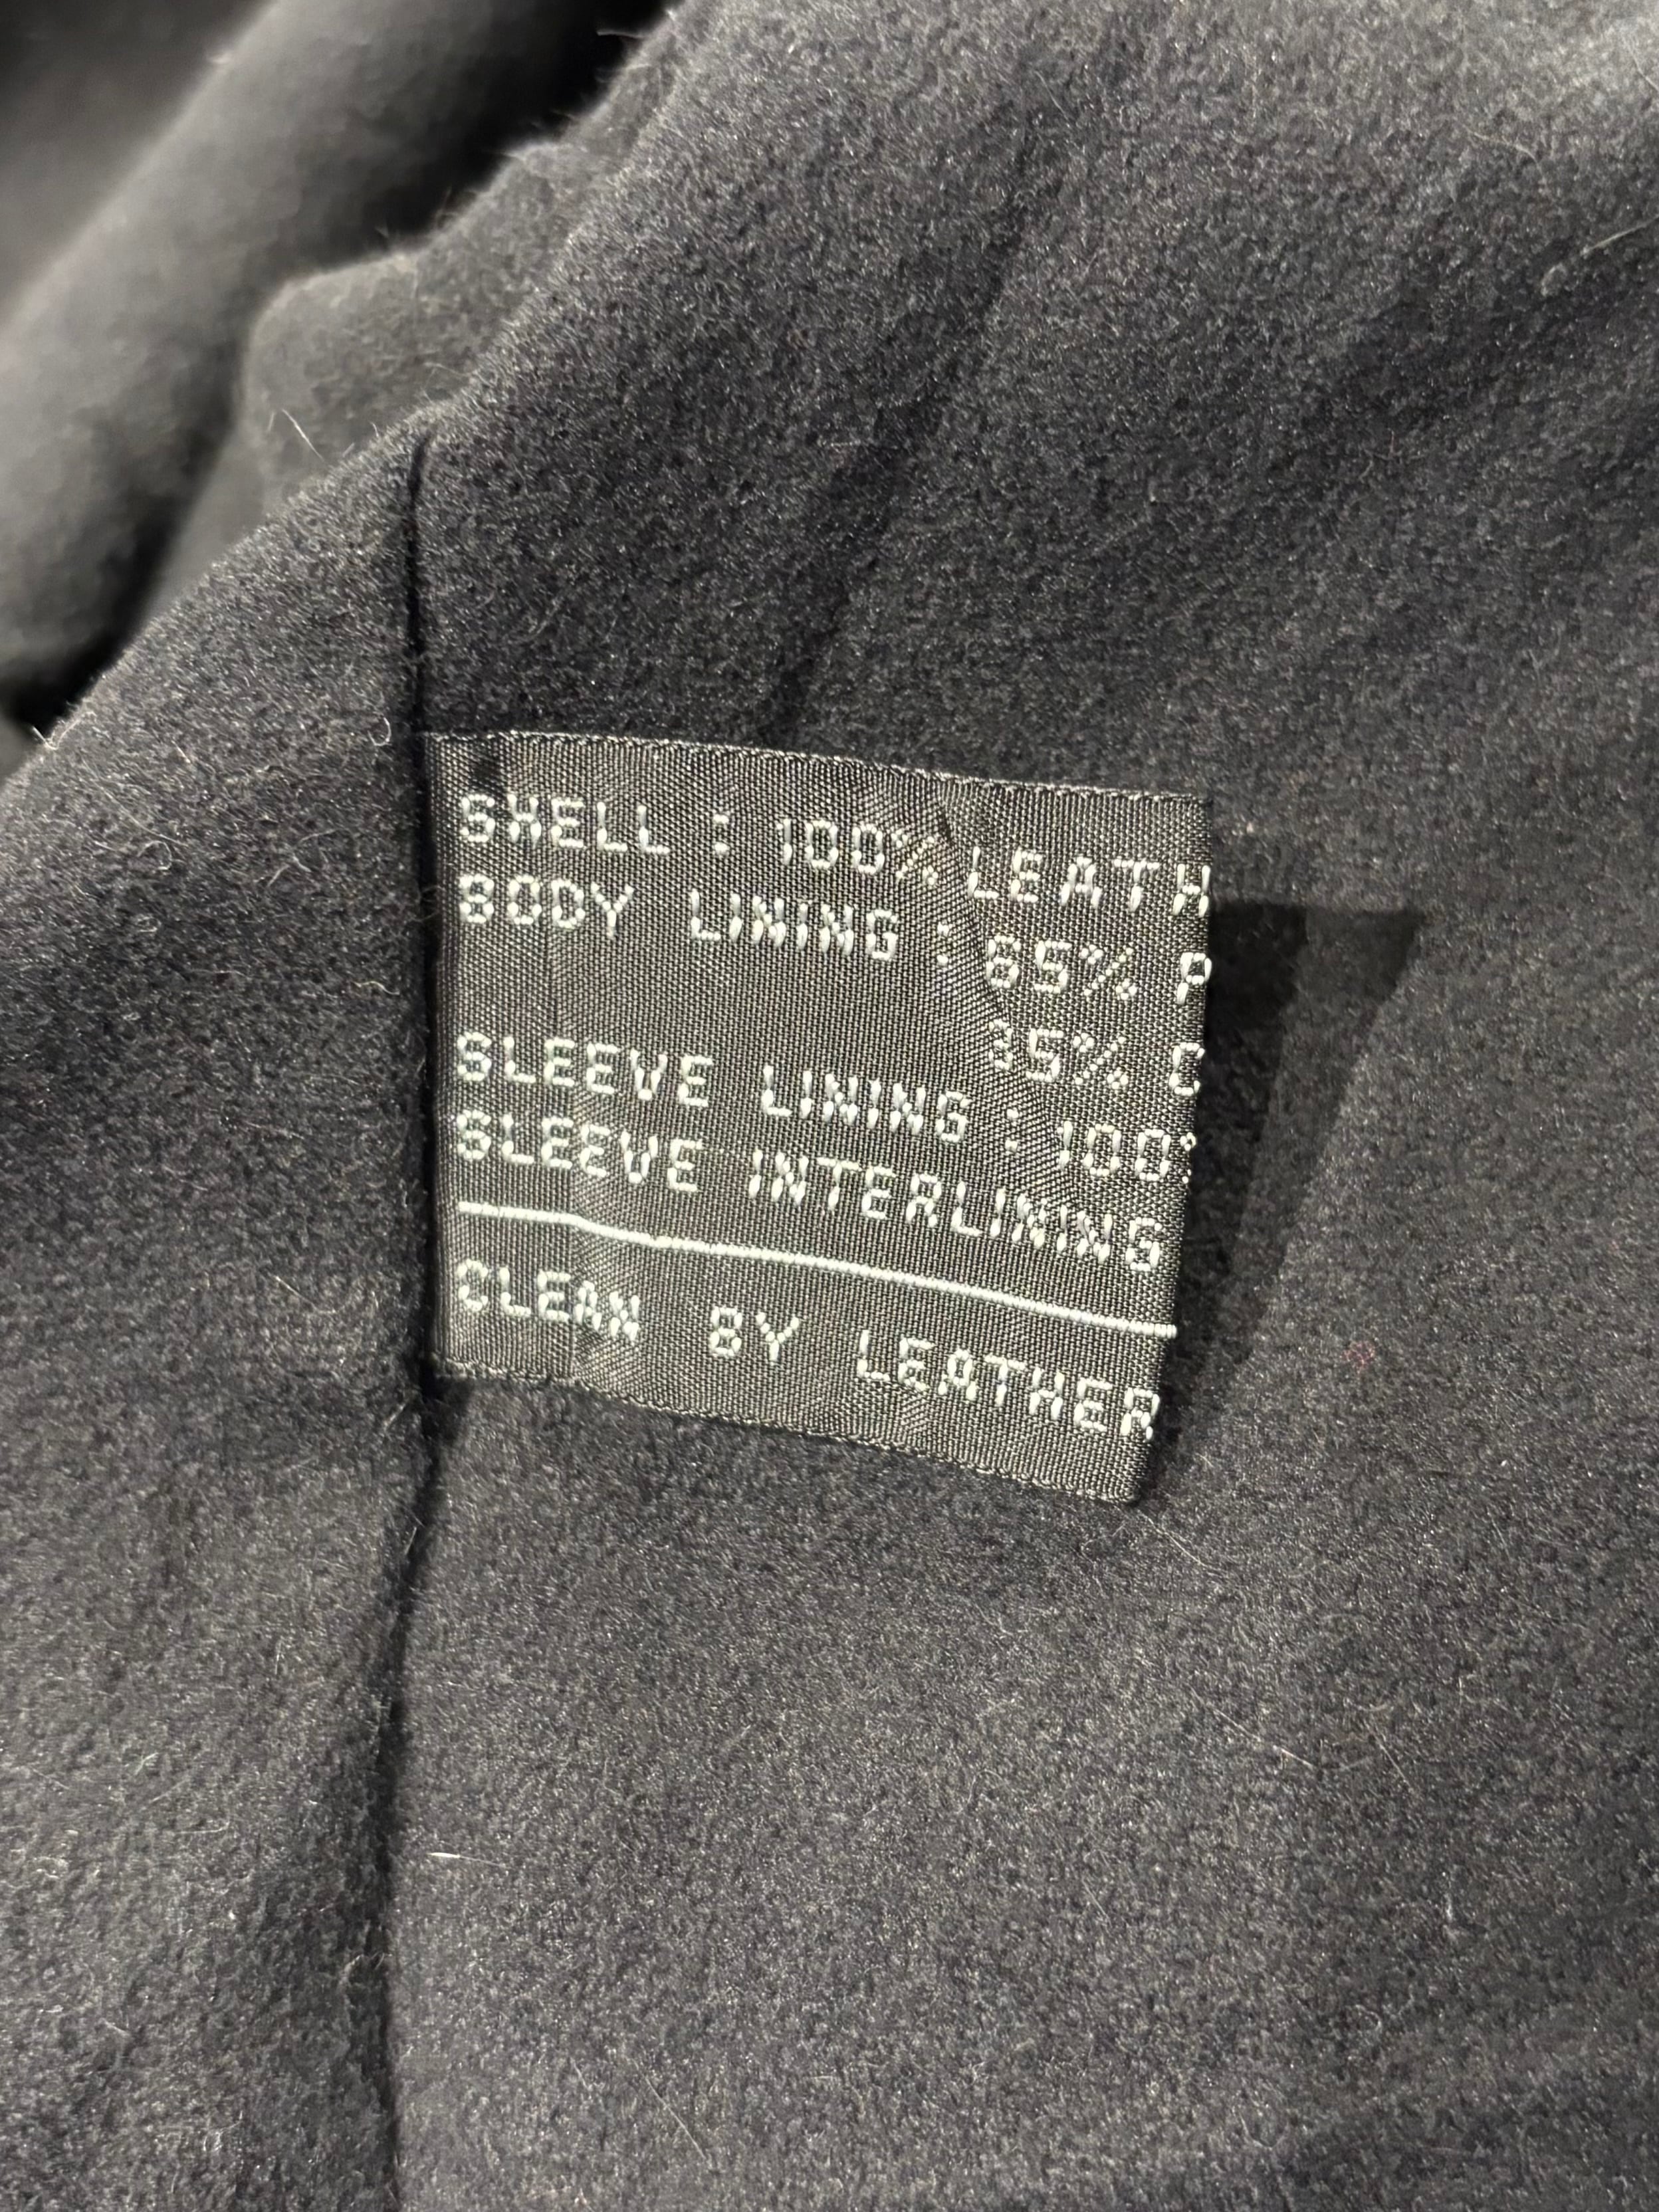 SHELL : 100% LEATH
BODY LINING : 65% P
35% C
SLEEVE LINING : 100%
SLEEVE INTERLINING
CLEAN BY LEATHER